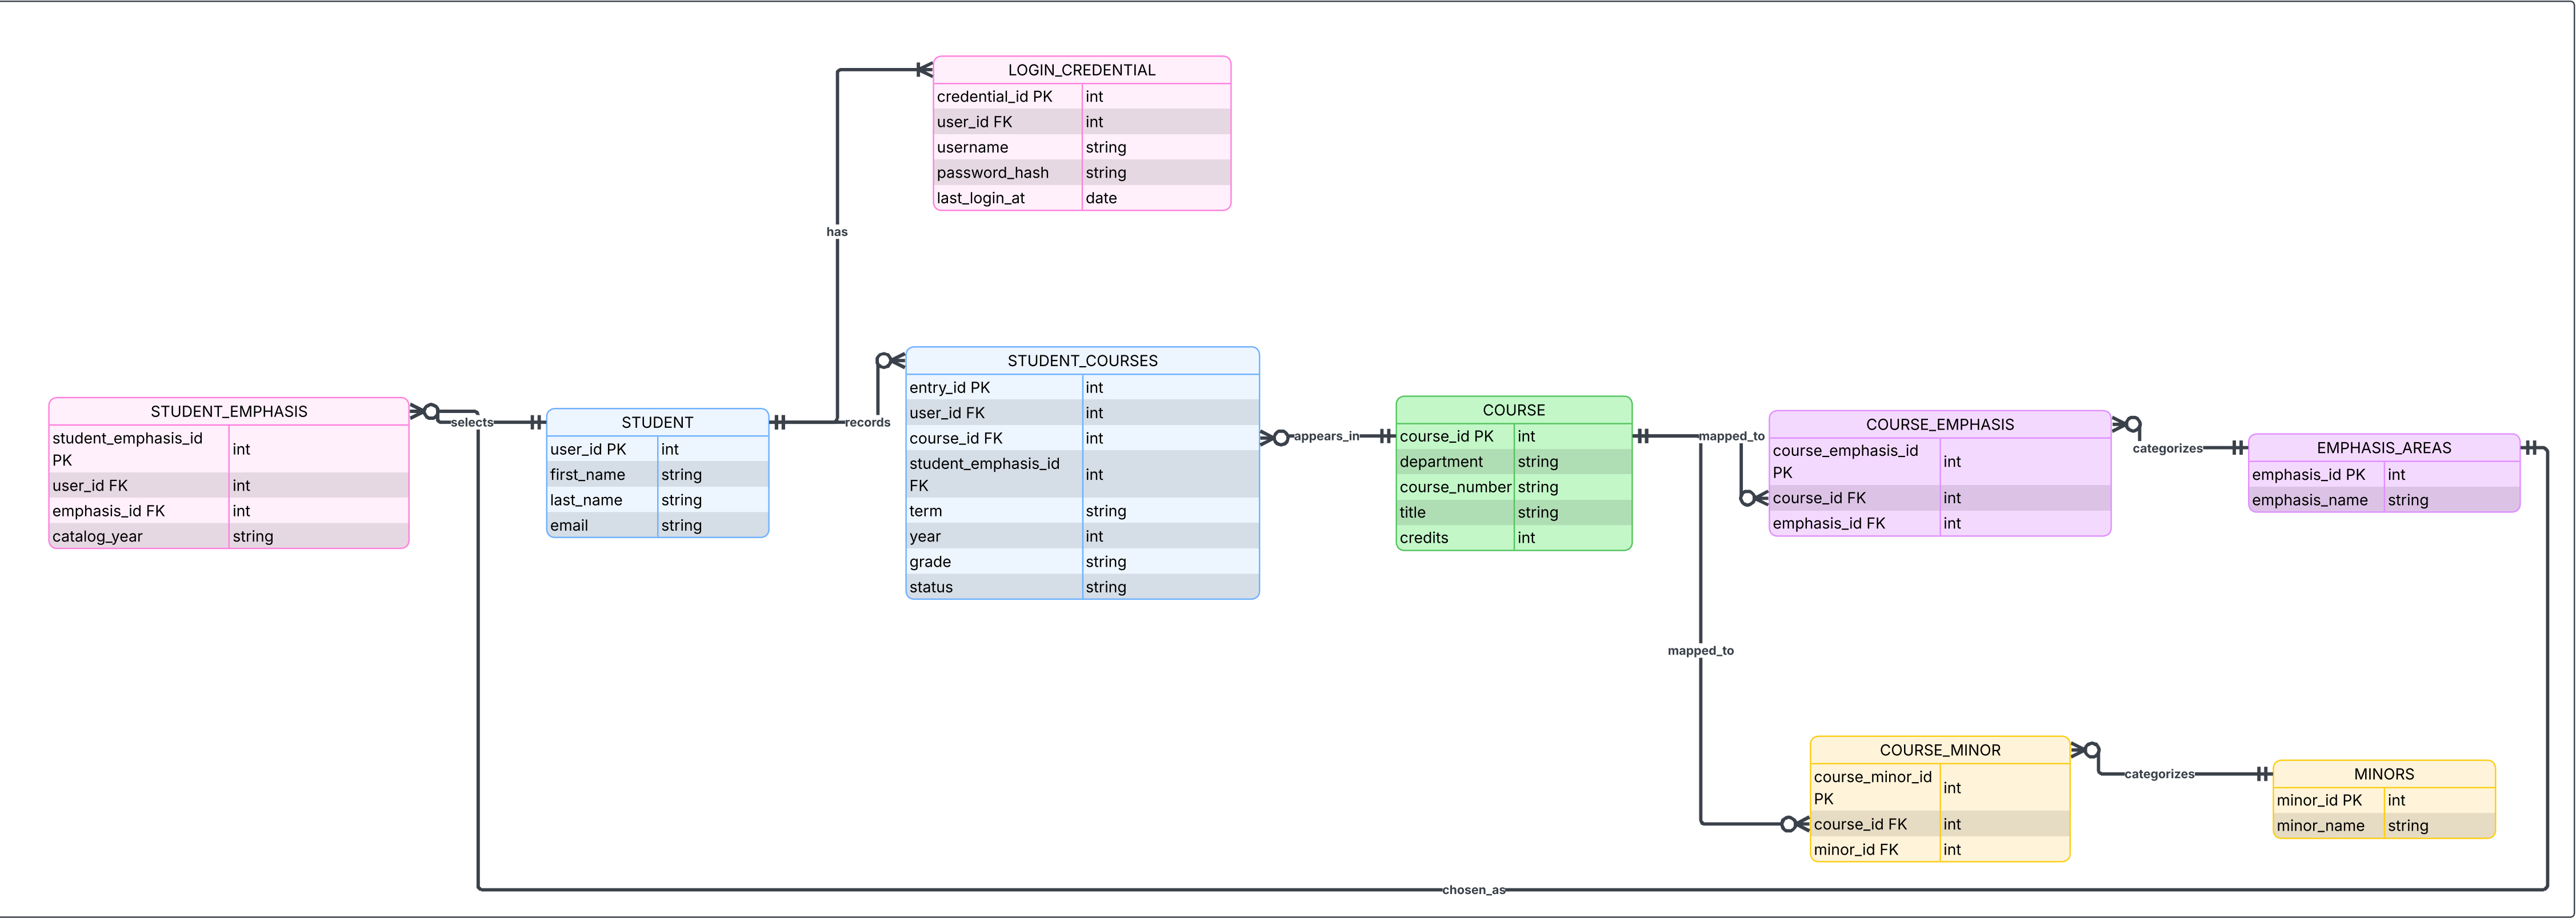 LOGIN_CREDENTIAL
credential_id PK int
user_id FK int
username string
password_hash string
last_login_at date
has
STUDENT_EMPHASIS
student_emphasis_id
PK
int
user_id FK int
emphasis_id FK int
catalog_year string
selects
STUDENT
user_id PK int
first_name string
last_name string
email string
records
STUDENT_COURSES
entry_id PK int
user_id FK int
course_id FK int
student_emphasis_id
FK
int
term string
year int
grade string
status string
appears_in
COURSE
course_id PK int
department string
course_number string
title string
credits int
mapped_to
COURSE_EMPHASIS
course_emphasis_id
PK
int
course_id FK int
emphasis_id FK int
categorizes
EMPHASIS_AREAS
emphasis_id PK int
emphasis_name string
mapped_to
COURSE_MINOR
course_minor_id
PK
int
course_id FK int
minor_id FK int
categorizes
MINORS
minor_id PK int
minor_name string
chosen_as